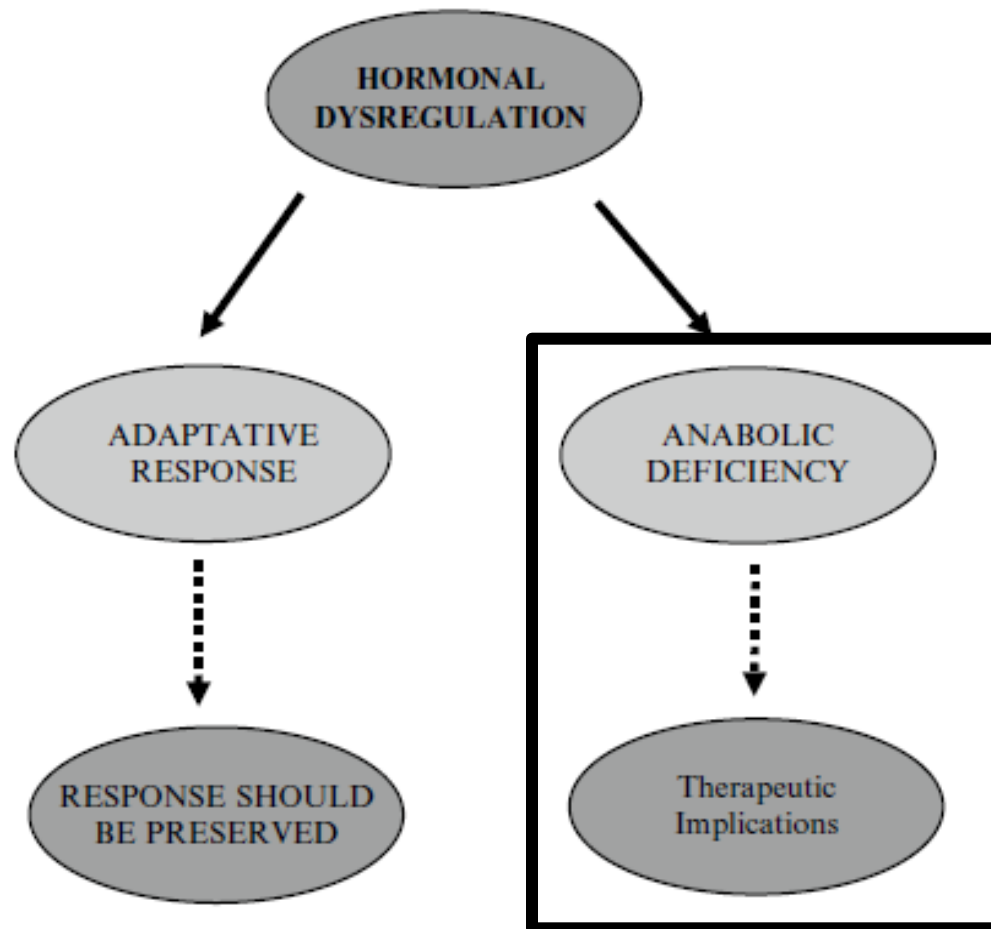 HORMONAL
DYSREGULATION
ADAPTATIVE
RESPONSE
ANABOLIC
DEFICIENCY
RESPONSE SHOULD
BE PRESERVED
Therapeutic
Implications